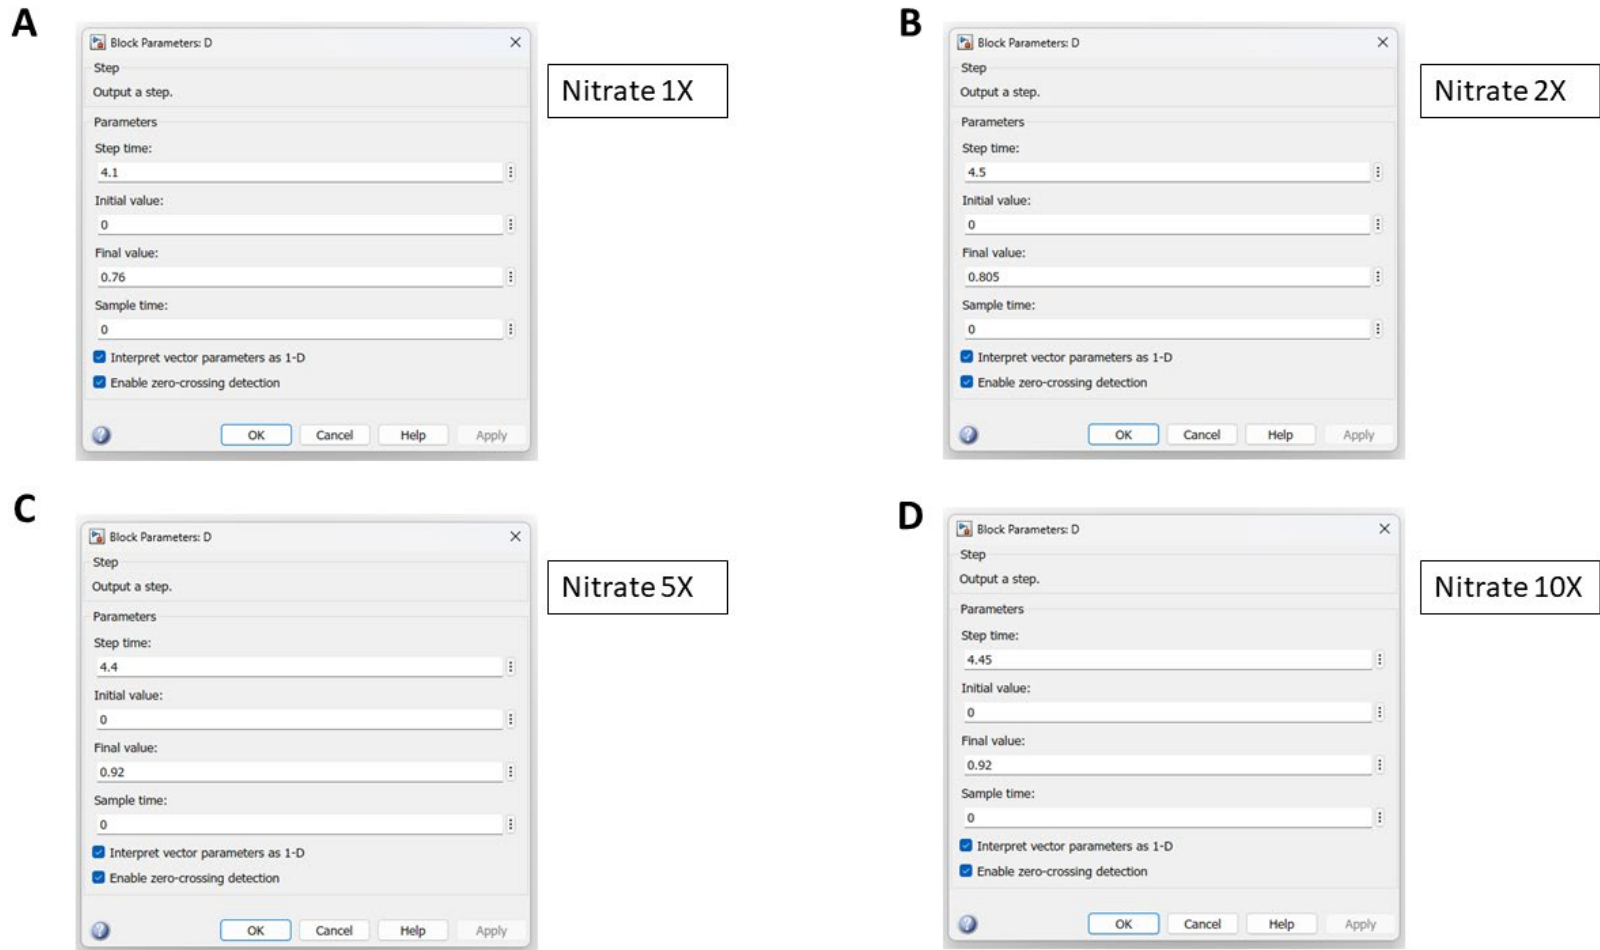 A
Block Parameters: D
Step
Output a step.
Parameters
Step time:
4.1
Initial value:
0
Final value:
0.76
Sample time:
0
Interpret vector parameters as 1-D
Enable zero-crossing detection
OK Cancel Help Apply
Nitrate 1X
B
Block Parameters: D
Step
Output a step.
Parameters
Step time:
4.5
Initial value:
0
Final value:
0.805
Sample time:
0
Interpret vector parameters as 1-D
Enable zero-crossing detection
OK Cancel Help Apply
Nitrate 2X
C
Block Parameters: D
Step
Output a step.
Parameters
Step time:
4.4
Initial value:
0
Final value:
0.92
Sample time:
0
Interpret vector parameters as 1-D
Enable zero-crossing detection
OK Cancel Help Apply
Nitrate 5X
D
Block Parameters: D
Step
Output a step.
Parameters
Step time:
4.45
Initial value:
0
Final value:
0.92
Sample time:
0
Interpret vector parameters as 1-D
Enable zero-crossing detection
OK Cancel Help Apply
Nitrate 10X